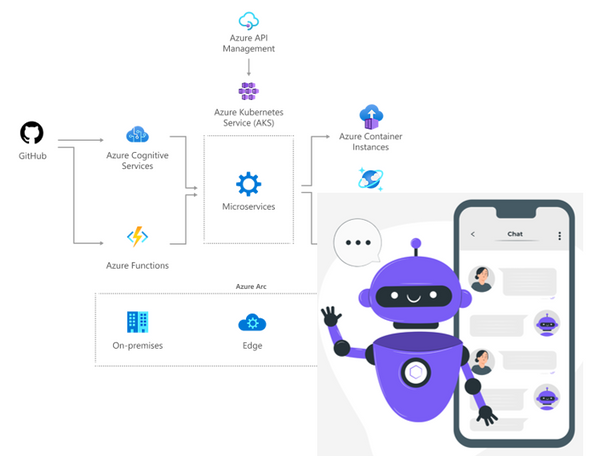 Azure API
Management
Azure Kubernetes
Service (AKS)
GitHub
Azure Cognitive
Services
Azure Container
Instances
Microservices
Azure Functions
Azure Arc
On-premises
Edge
Chat